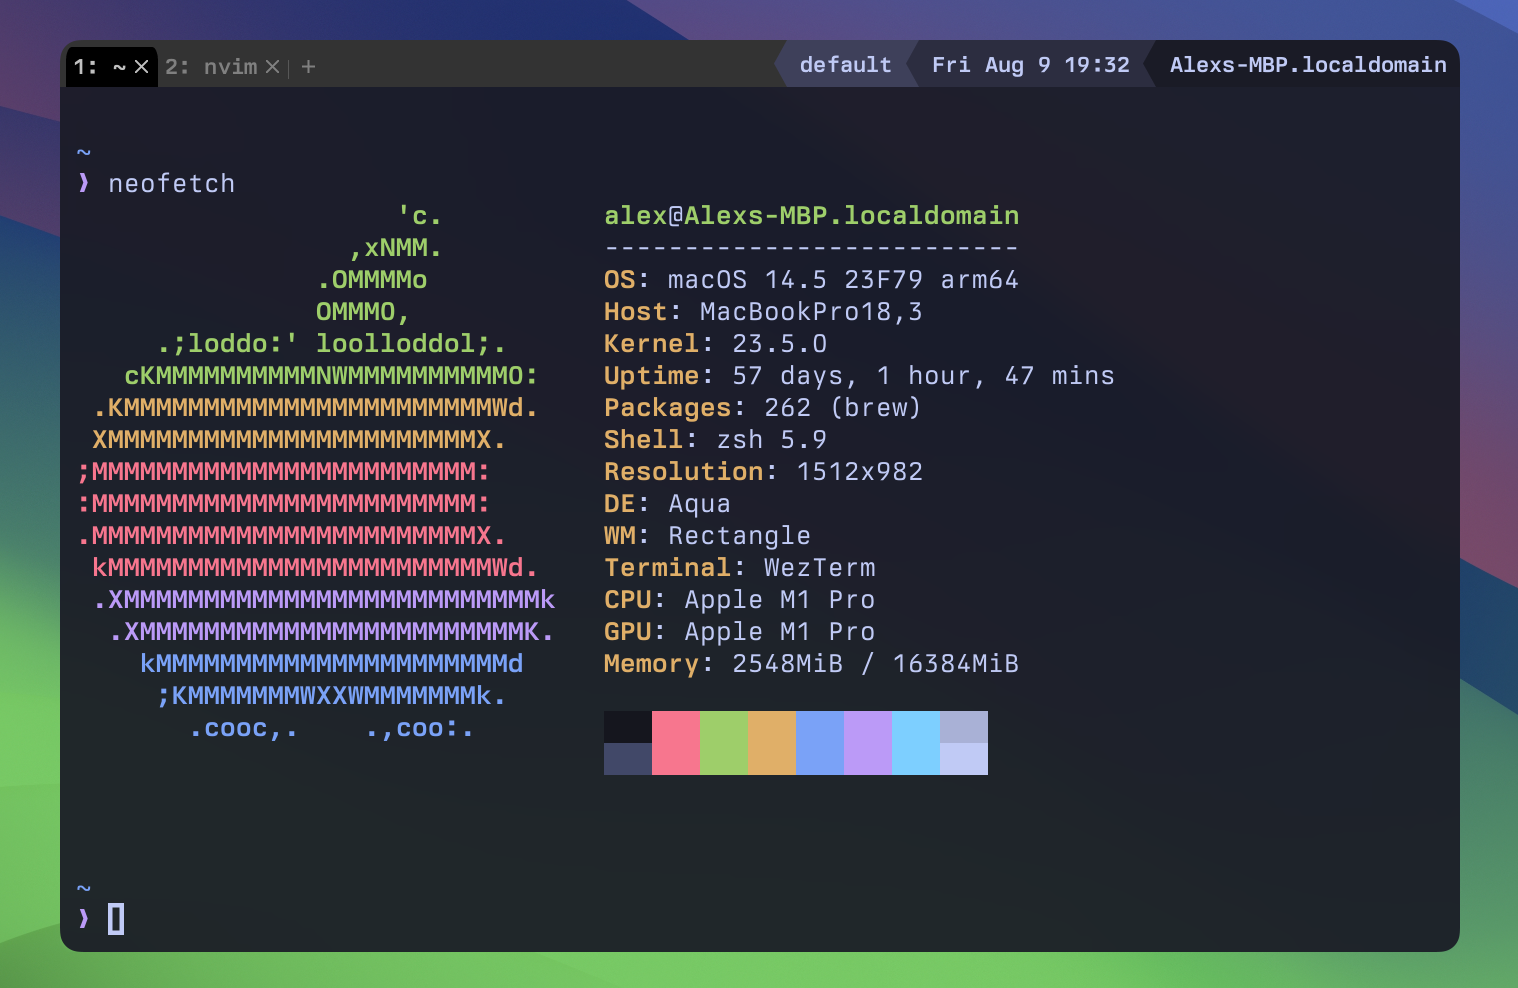 1: ~ × 2: nvim × | + default Fri Aug 9 19:32 Alexs-MBP.localdomain
~
❯ neofetch
'c. alex@Alexs-MBP.localdomain
,xNMM. --------------------------
.OMMMMo OS: macOS 14.5 23F79 arm64
OMMMO, Host: MacBookPro18,3
.;loddo:' loolloddol;. Kernel: 23.5.0
cKMMMMMMMMMMNWMMMMMMMMMMO: Uptime: 57 days, 1 hour, 47 mins
.KMMMMMMMMMMMMMMMMMMMMMMMWd. Packages: 262 (brew)
XMMMMMMMMMMMMMMMMMMMMMMMX. Shell: zsh 5.9
;MMMMMMMMMMMMMMMMMMMMMMMM: Resolution: 1512x982
:MMMMMMMMMMMMMMMMMMMMMMMM: DE: Aqua
.MMMMMMMMMMMMMMMMMMMMMMMMX. WM: Rectangle
kMMMMMMMMMMMMMMMMMMMMMMMMWd. Terminal: WezTerm
.XMMMMMMMMMMMMMMMMMMMMMMMMMMk CPU: Apple M1 Pro
.XMMMMMMMMMMMMMMMMMMMMMMMMK. GPU: Apple M1 Pro
kMMMMMMMMMMMMMMMMMMMMMMd Memory: 2548MiB / 16384MiB
;KMMMMMMMWXXWMMMMMMMk.
.cooc,. .,coo:.
~
❯